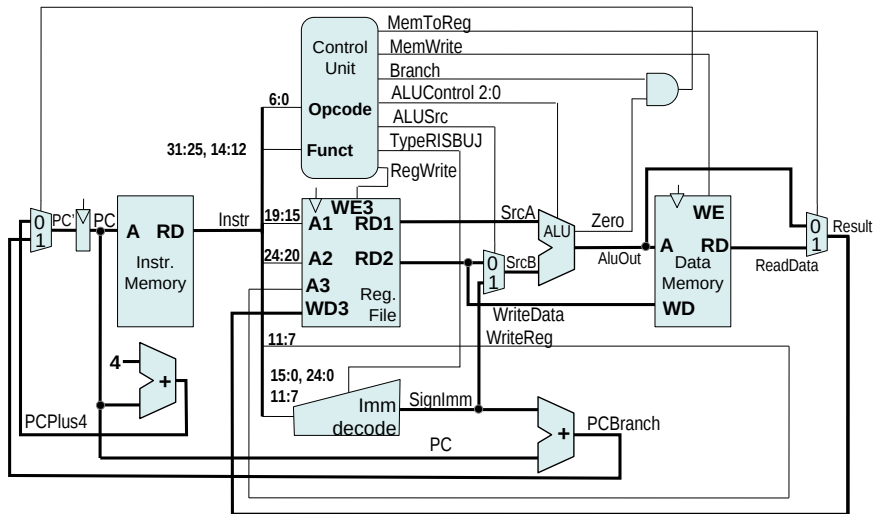 MemToReg
Control
Unit
MemWrite
Branch
6:0
Opcode
ALUControl 2:0
ALUSrc
31:25, 14:12
Funct
TypeRISBUJ
RegWrite
0
1
PC'
PC
A RD
Instr.
Memory
Instr
19:15
WE3
A1 RD1
24:20
A2 RD2
A3
WD3
Reg.
File
SrcA
0
1
SrcB
ALU
Zero
AluOut
WE
A RD
Data
Memory
WD
ReadData
0
1
Result
WriteData
WriteReg
11:7
4
+
15:0, 24:0
11:7
Imm
decode
SignImm
+
PCBranch
PCPlus4
PC